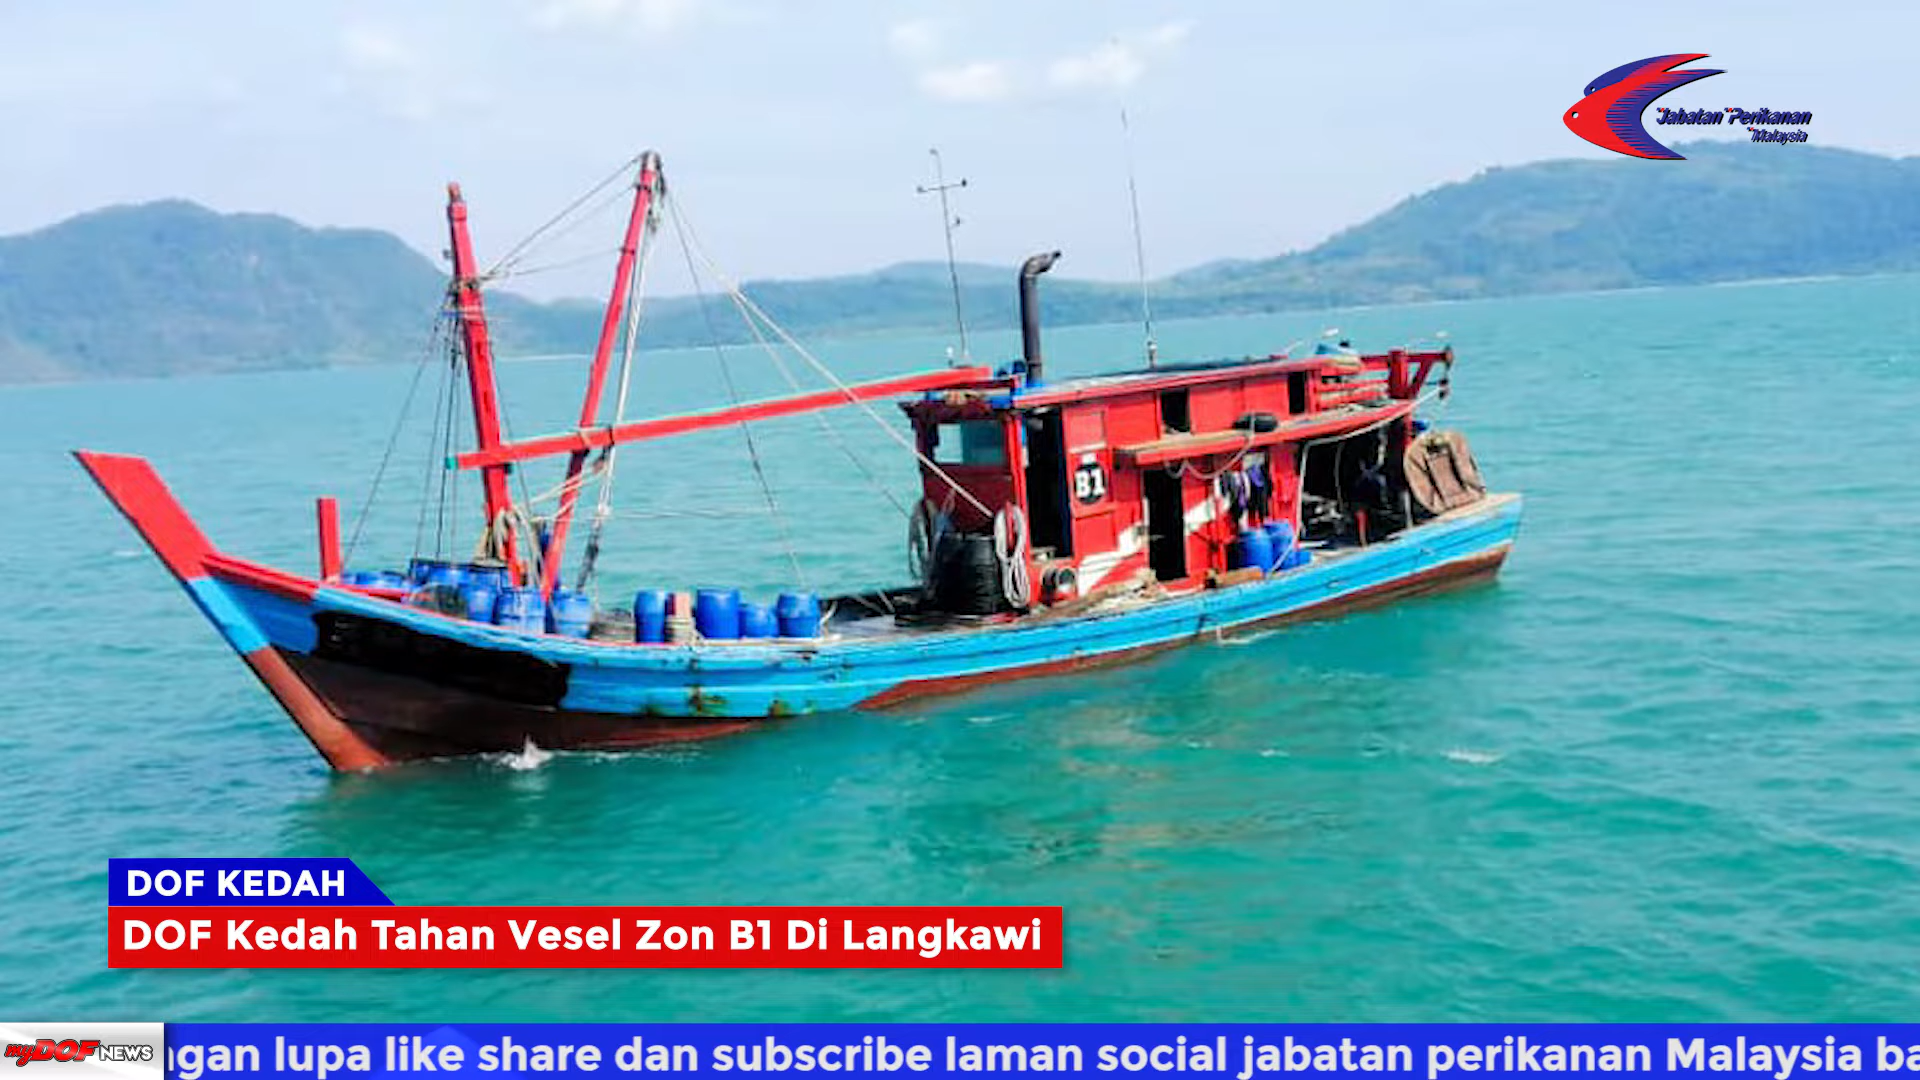 Jabatan Perikanan
Malaysia
B1
DOF KEDAH
DOF Kedah Tahan Vesel Zon B1 Di Langkawi
myDOF NEWS
ngan lupa like share dan subscribe laman social jabatan perikanan Malaysia ba